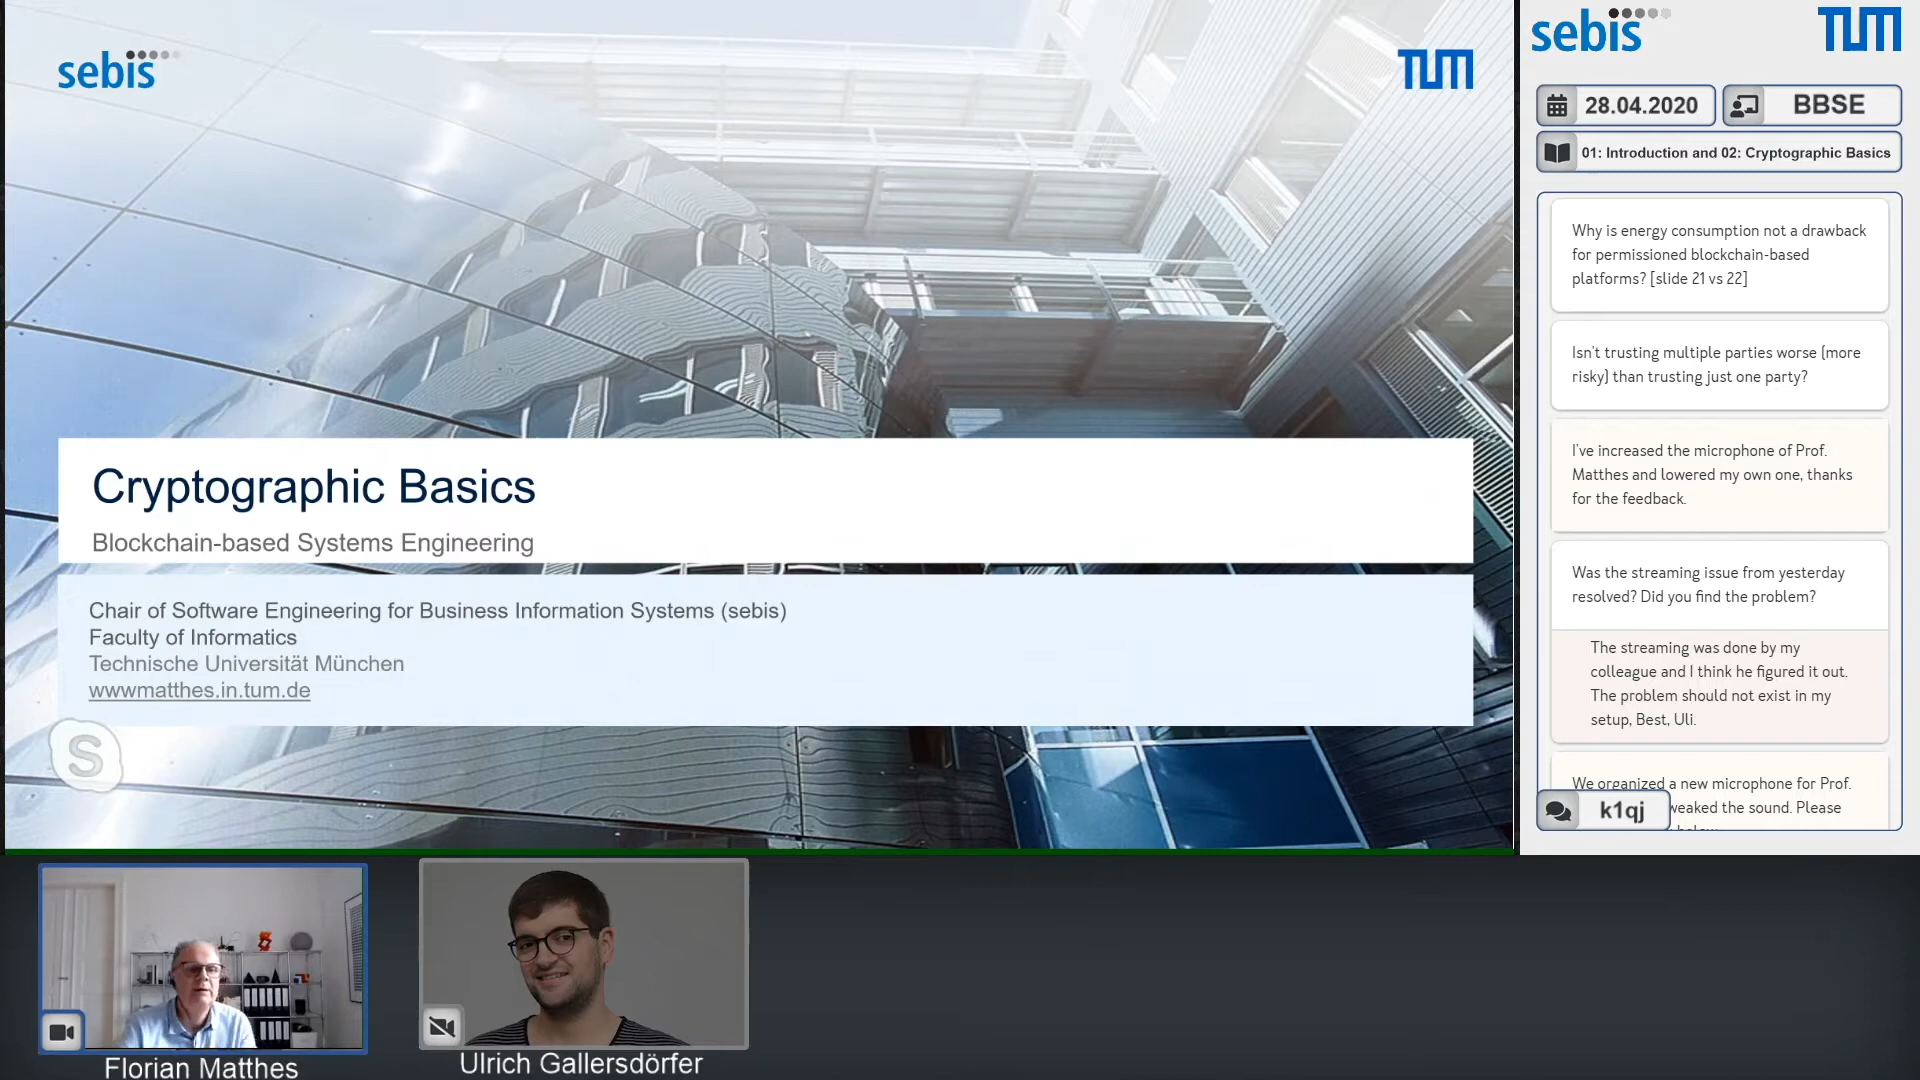 sebis
TUM
Cryptographic Basics
Blockchain-based Systems Engineering
Chair of Software Engineering for Business Information Systems (sebis)
Faculty of Informatics
Technische Universität München
wwwmatthes.in.tum.de
S
Florian Matthes
Ulrich Gallersdörfer
sebis
TUM
28.04.2020
BBSE
01: Introduction and 02: Cryptographic Basics
Why is energy consumption not a drawback
for permissioned blockchain-based
platforms? [slide 21 vs 22]
Isn't trusting multiple parties worse (more
risky) than trusting just one party?
I've increased the microphone of Prof.
Matthes and lowered my own one, thanks
for the feedback.
Was the streaming issue from yesterday
resolved? Did you find the problem?
The streaming was done by my
colleague and I think he figured it out.
The problem should not exist in my
setup, Best, Uli.
We organized a new microphone for Prof.
weaked the sound. Please
k1qj